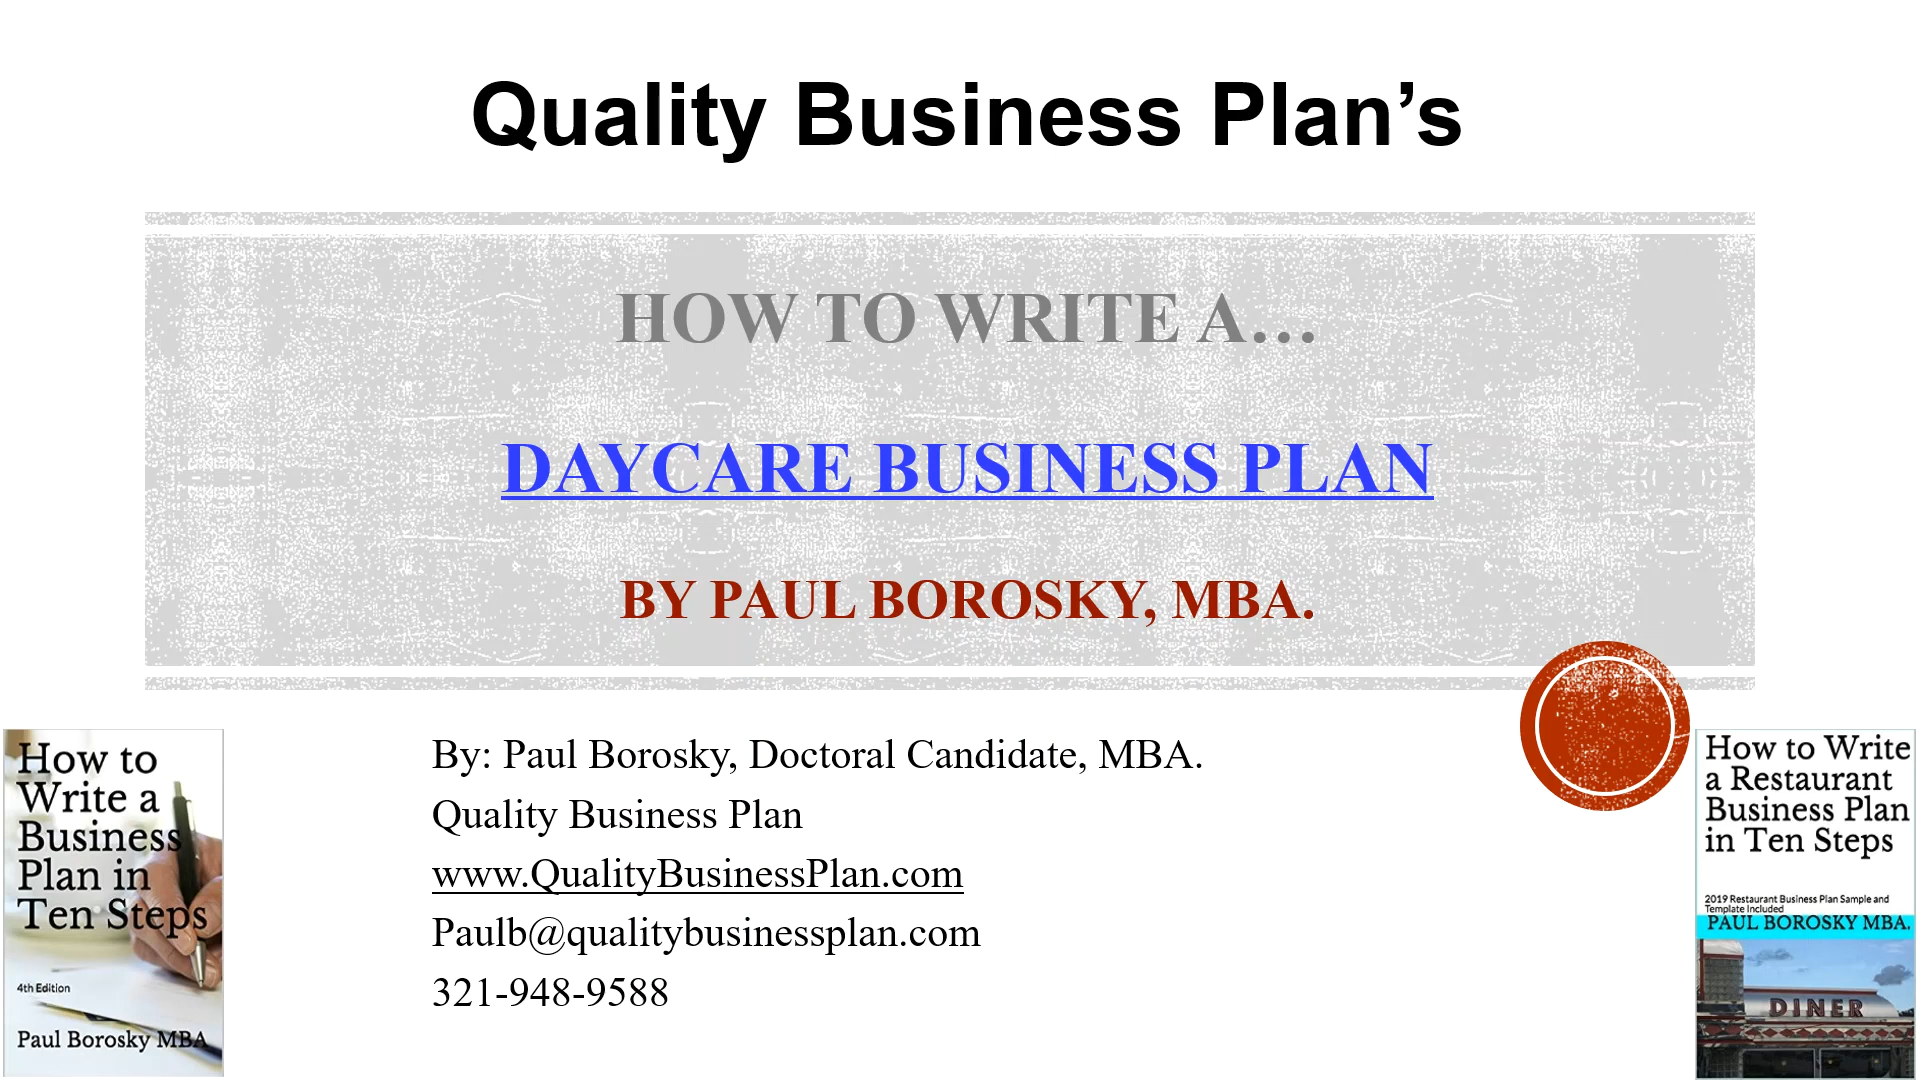 Quality Business Plan’s
HOW TO WRITE A…
DAYCARE BUSINESS PLAN
BY PAUL BOROSKY, MBA.
By: Paul Borosky, Doctoral Candidate, MBA.
Quality Business Plan
www.QualityBusinessPlan.com
Paulb@qualitybusinessplan.com
321-948-9588
How to
Write a
Business
Plan in
Ten Steps
4th Edition
Paul Borosky MBA
How to Write
a Restaurant
Business Plan
in Ten Steps
2019 Restaurant Business Plan Sample and
Template Included
PAUL BOROSKY MBA.
DINER